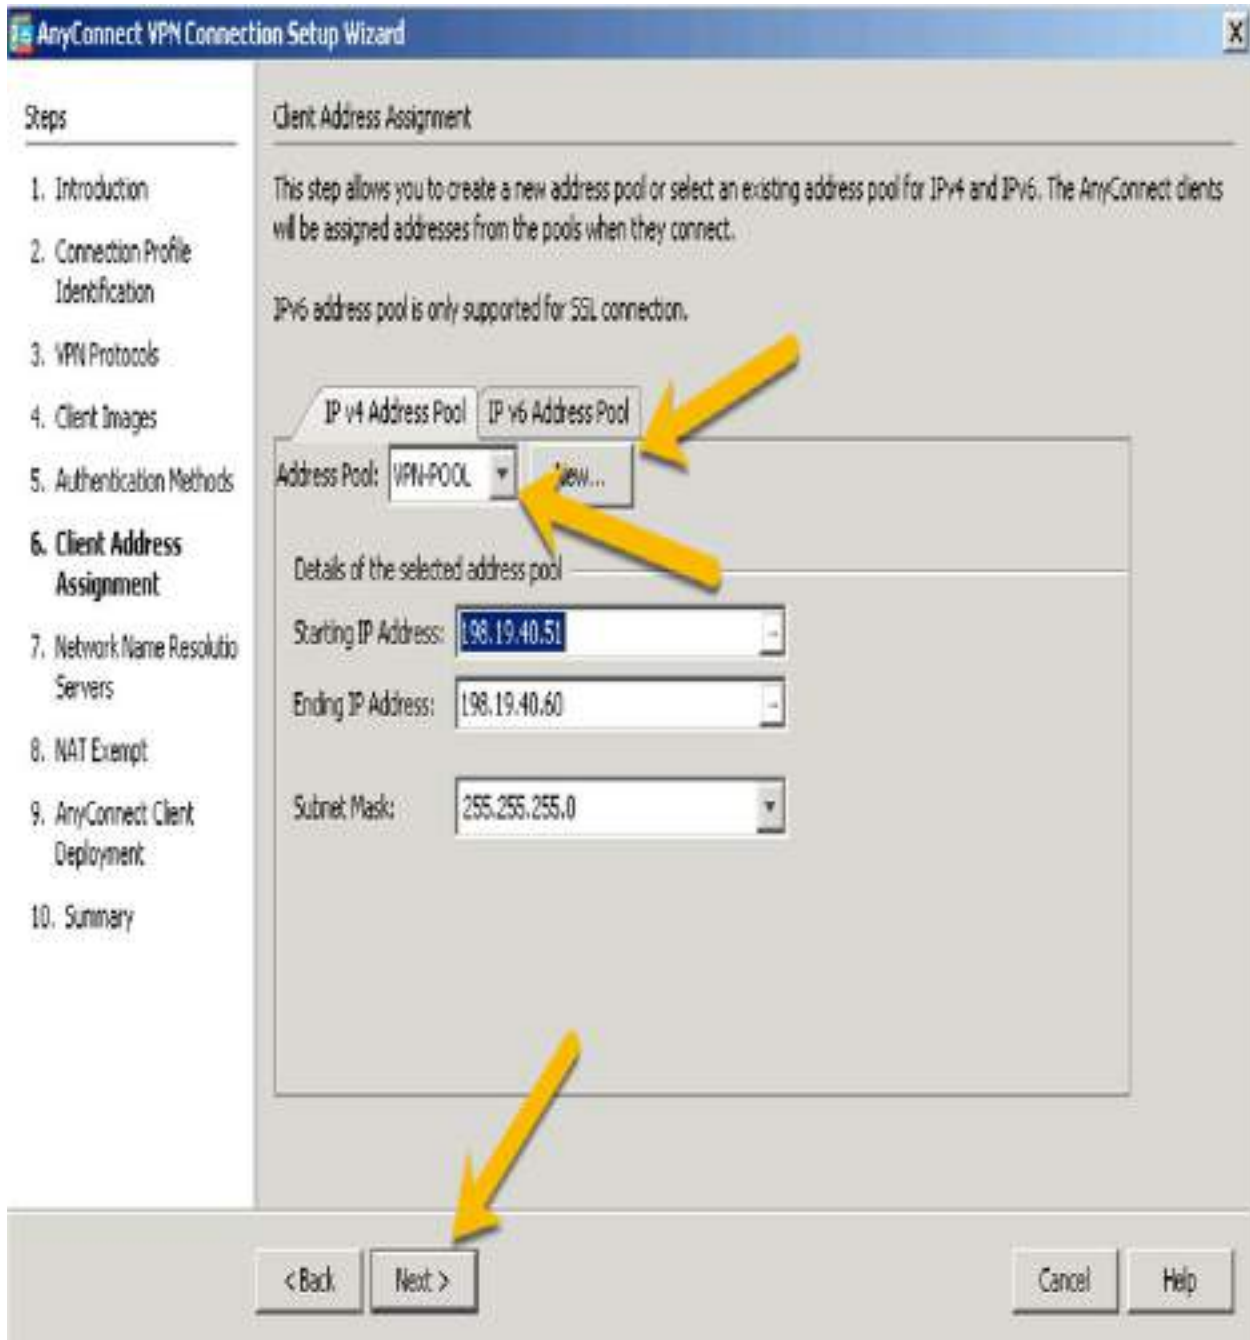 AnyConnect VPN Connection Setup Wizard
Steps
1. Introduction
2. Connection Profile
Identification
3. VPN Protocols
4. Client Images
5. Authentication Methods
6. Client Address
Assignment
7. Network Name Resolutio
Servers
8. NAT Exempt
9. AnyConnect Client
Deployment
10. Summary
Client Address Assignment
This step allows you to create a new address pool or select an existing address pool for IPv4 and IPv6. The AnyConnect clients
will be assigned addresses from the pools when they connect.
IPv6 address pool is only supported for SSL connection.
IP v4 Address Pool IP v6 Address Pool
Address Pool: VPN-POOL New...
Details of the selected address pool
Starting IP Address: 198.19.40.51
Ending IP Address: 198.19.40.60
Subnet Mask: 255.255.255.0
< Back Next > Cancel Help